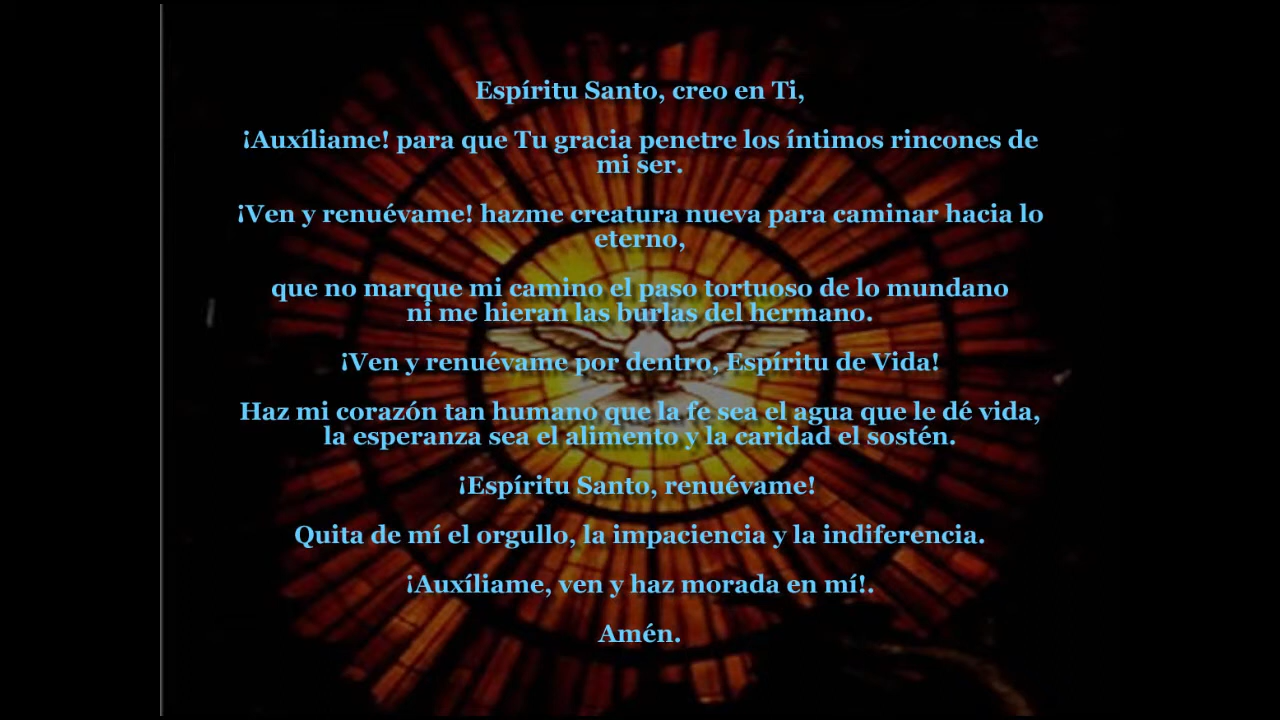 Espíritu Santo, creo en Ti,
¡Auxíliame! para que Tu gracia penetre los íntimos rincones de
mi ser.
¡Ven y renuévame! hazme creatura nueva para caminar hacia lo
eterno,
que no marque mi camino el paso tortuoso de lo mundano
ni me hieran las burlas del hermano.
¡Ven y renuévame por dentro, Espíritu de Vida!
Haz mi corazón tan humano que la fe sea el agua que le dé vida,
la esperanza sea el alimento y la caridad el sostén.
¡Espíritu Santo, renuévame!
Quita de mí el orgullo, la impaciencia y la indiferencia.
¡Auxíliame, ven y haz morada en mí!.
Amén.